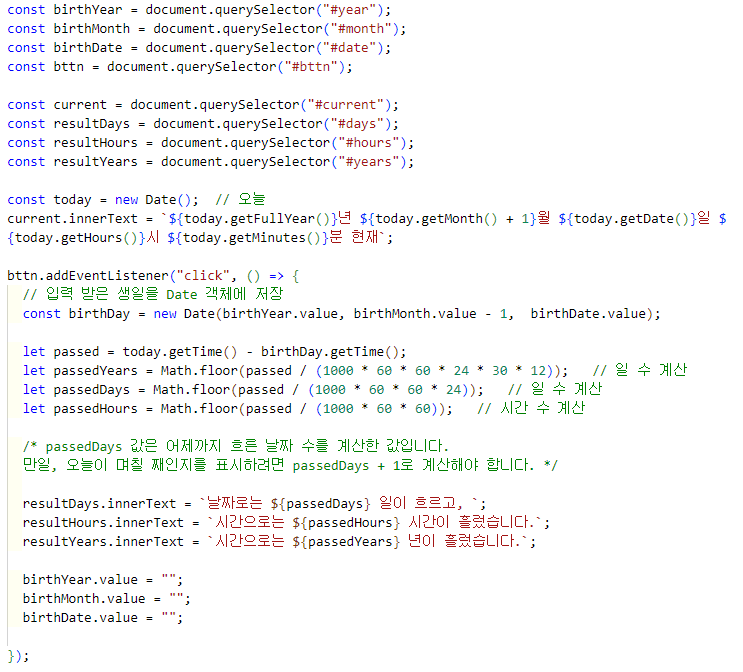 const birthYear = document.querySelector("#year");
const birthMonth = document.querySelector("#month");
const birthDate = document.querySelector("#date");
const bttn = document.querySelector("#bttn");

const current = document.querySelector("#current");
const resultDays = document.querySelector("#days");
const resultHours = document.querySelector("#hours");
const resultYears = document.querySelector("#years");

const today = new Date();  // 오늘
current.innerText = `${today.getFullYear()}년 ${today.getMonth() + 1}월 ${today.getDate()}일 $
{today.getHours()}시 ${today.getMinutes()}분 현재`;

bttn.addEventListener("click", () => {
  // 입력 받은 생일을 Date 객체에 저장
  const birthDay = new Date(birthYear.value, birthMonth.value - 1,  birthDate.value);

  let passed = today.getTime() - birthDay.getTime();
  let passedYears = Math.floor(passed / (1000 * 60 * 60 * 24 * 30 * 12));   // 일 수 계산
  let passedDays = Math.floor(passed / (1000 * 60 * 60 * 24));   // 일 수 계산
  let passedHours = Math.floor(passed / (1000 * 60 * 60));   // 시간 수 계산

  /* passedDays 값은 어제까지 흐른 날짜 수를 계산한 값입니다.
  만일, 오늘이 며칠 째인지를 표시하려면 passedDays + 1로 계산해야 합니다. */

  resultDays.innerText = `날짜로는 ${passedDays} 일이 흐르고, `;
  resultHours.innerText = `시간으로는 ${passedHours} 시간이 흘렀습니다.`;
  resultYears.innerText = `시간으로는 ${passedYears} 년이 흘렀습니다.`;

  birthYear.value = "";
  birthMonth.value = "";
  birthDate.value = "";

});